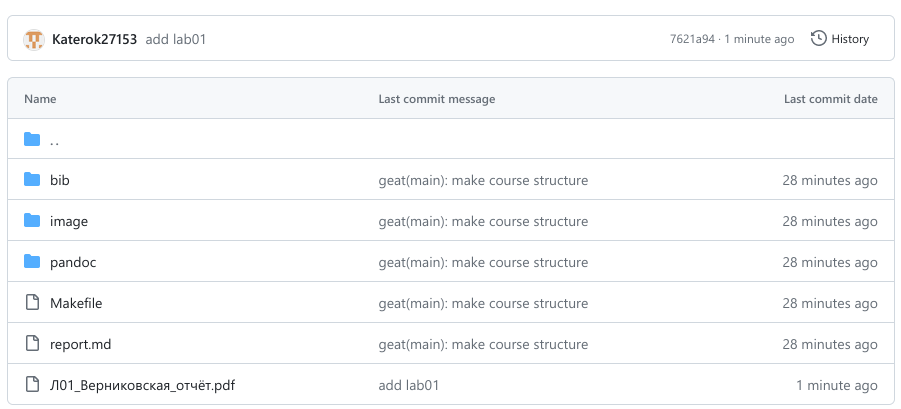 Katerok27153 add lab01 7621a94 · 1 minute ago History
Name Last commit message Last commit date
..
bib geat(main): make course structure 28 minutes ago
image geat(main): make course structure 28 minutes ago
pandoc geat(main): make course structure 28 minutes ago
Makefile geat(main): make course structure 28 minutes ago
report.md geat(main): make course structure 28 minutes ago
Л01_Верниковская_отчёт.pdf add lab01 1 minute ago